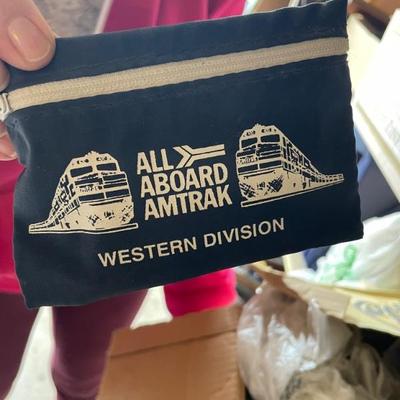 ALL
ABOARD
AMTRAK
WESTERN DIVISION